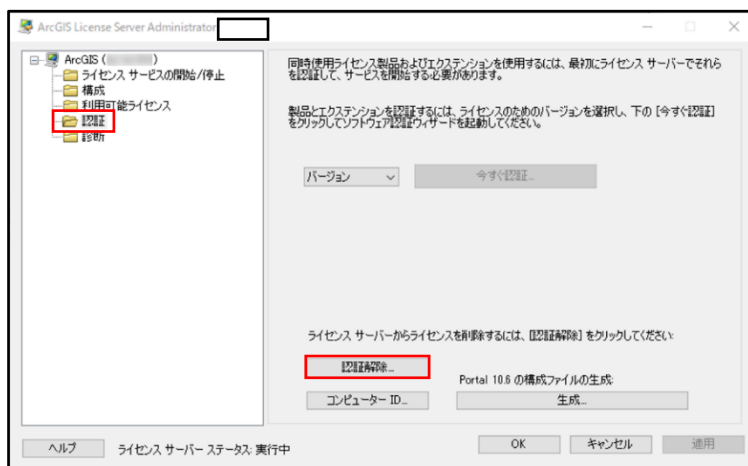 ArcGIS License Server Administrator
ArcGIS (
)
ライセンス サービスの開始/停止
構成
利用可能ライセンス
認証
診断
同時使用ライセンス製品およびエクステンションを使用するには、最初にライセンス サーバーでそれら
を認証して、サービスを開始する必要があります。
製品とエクステンションを認証するには、ライセンスのためのバージョンを選択し、下の [今すぐ認証]
をクリックしてソフトウェア認証ウィザードを起動してください。
バージョン
今すぐ認証...
ライセンス サーバーからライセンスを削除するには、[認証解除] をクリックしてください:
認証解除...
Portal 10.6 の構成ファイルの生成:
コンピューター ID...
生成...
ヘルプ
ライセンス サーバー ステータス: 実行中
OK
キャンセル
適用